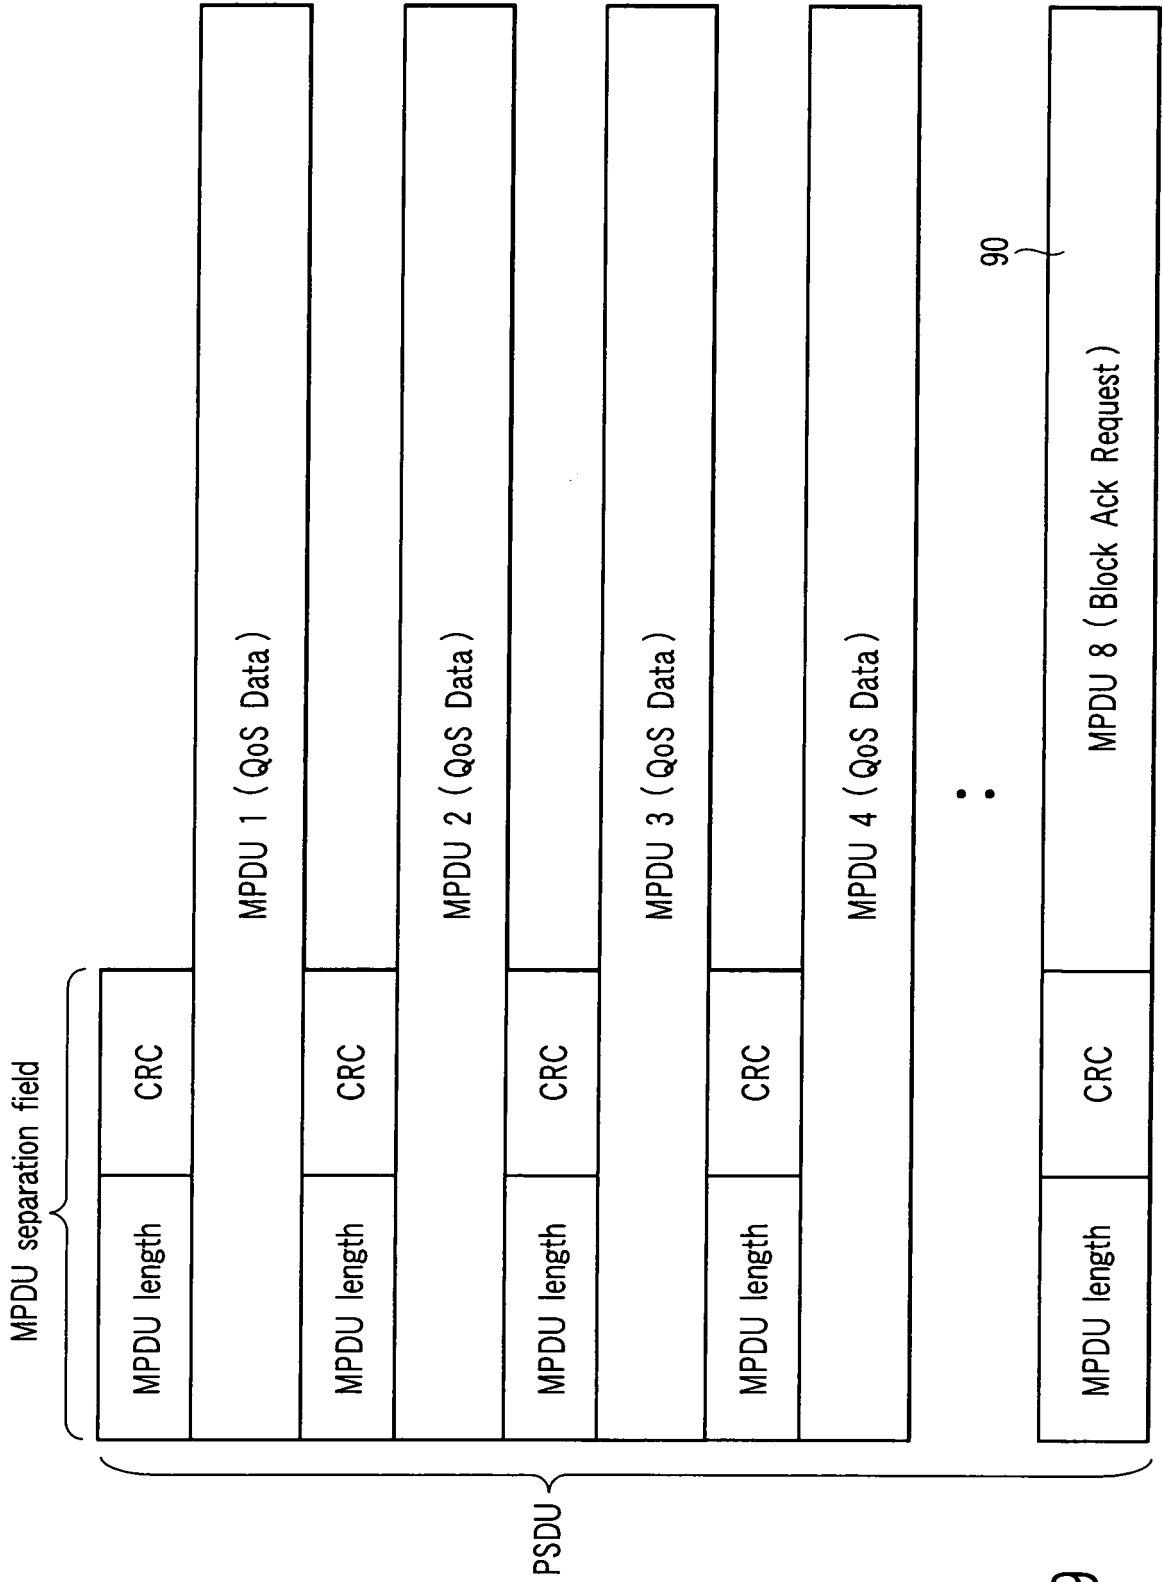 MPDU separation field
MPDU length CRC
MPDU 1 (QoS Data)
MPDU length CRC
MPDU 2 (QoS Data)
MPDU length CRC
MPDU 3 (QoS Data)
MPDU length CRC
MPDU 4 (QoS Data)
90
MPDU length CRC MPDU 8 (Block Ack Request)
PSDU